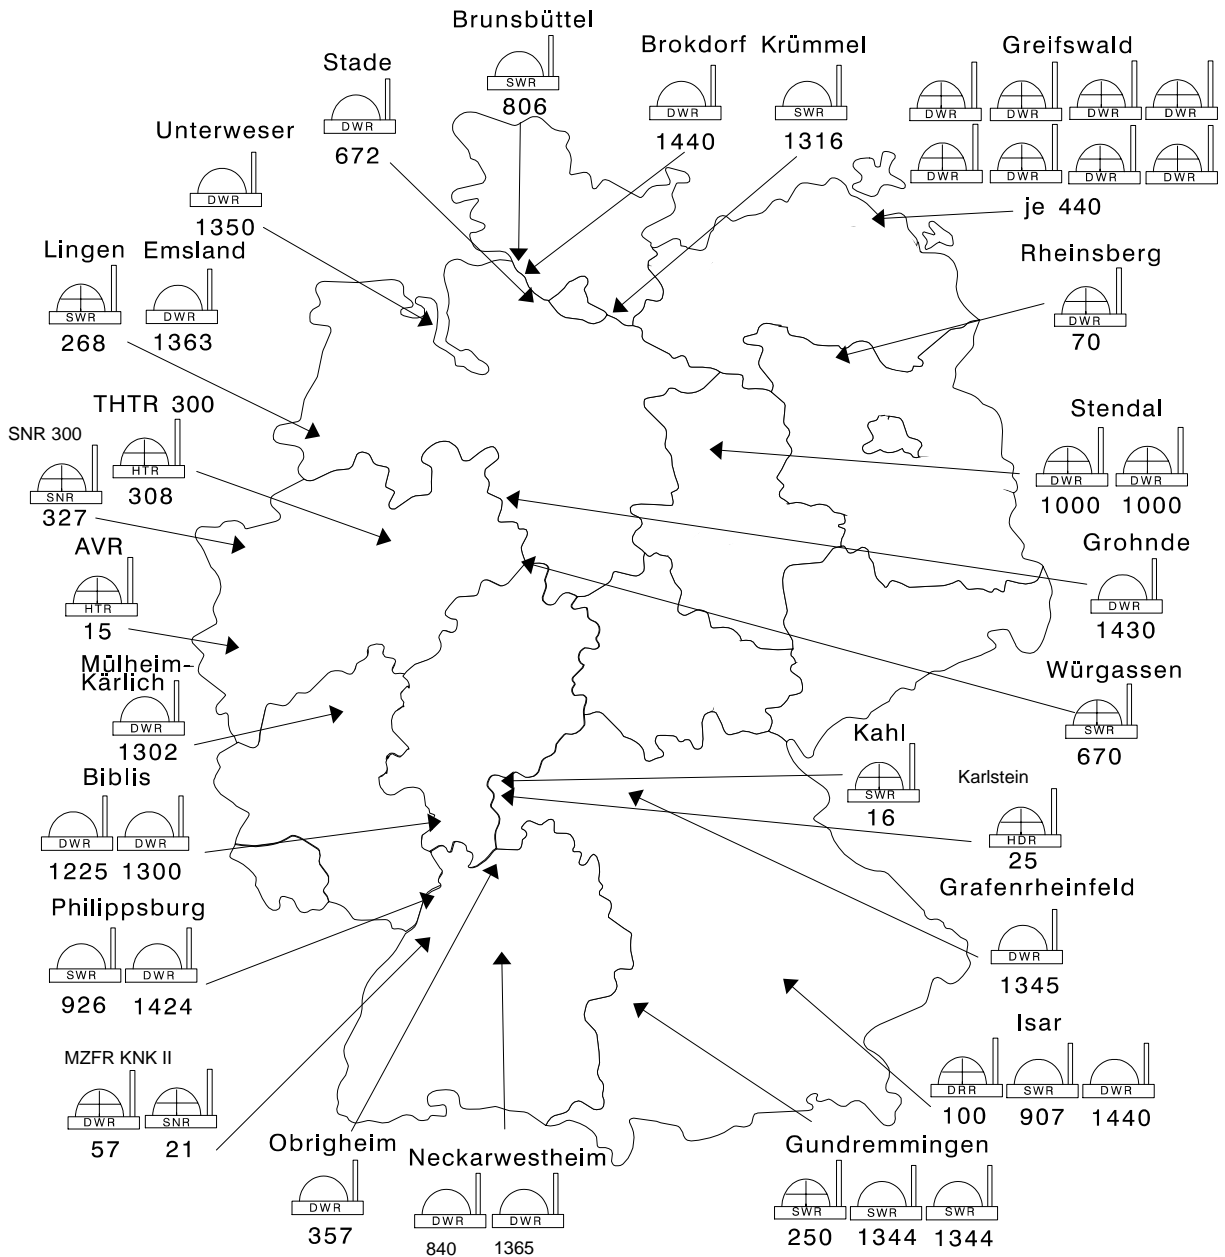 Brunsbüttel
SWR
806
Stade
DWR
672
Brokdorf
DWR
1440
Krümmel
SWR
1316
Greifswald
DWR DWR DWR DWR
DWR DWR DWR DWR
je 440
Unterweser
DWR
1350
Lingen
SWR
268
Emsland
DWR
1363
Rheinsberg
DWR
70
THTR 300
HTR
308
SNR 300
SNR
327
Stendal
DWR DWR
1000 1000
AVR
HTR
15
Grohnde
DWR
1430
Mülheim-
Kärlich
DWR
1302
Würgassen
SWR
670
Kahl
SWR
16
Karlstein
HDR
25
Biblis
DWR DWR
1225 1300
Grafenrheinfeld
DWR
1345
Philippsburg
SWR DWR
926 1424
Isar
DRR SWR DWR
100 907 1440
MZFR KNK II
DWR SNR
57 21
Obrigheim
DWR
357
Neckarwestheim
DWR DWR
840 1365
Gundremmingen
SWR SWR SWR
250 1344 1344